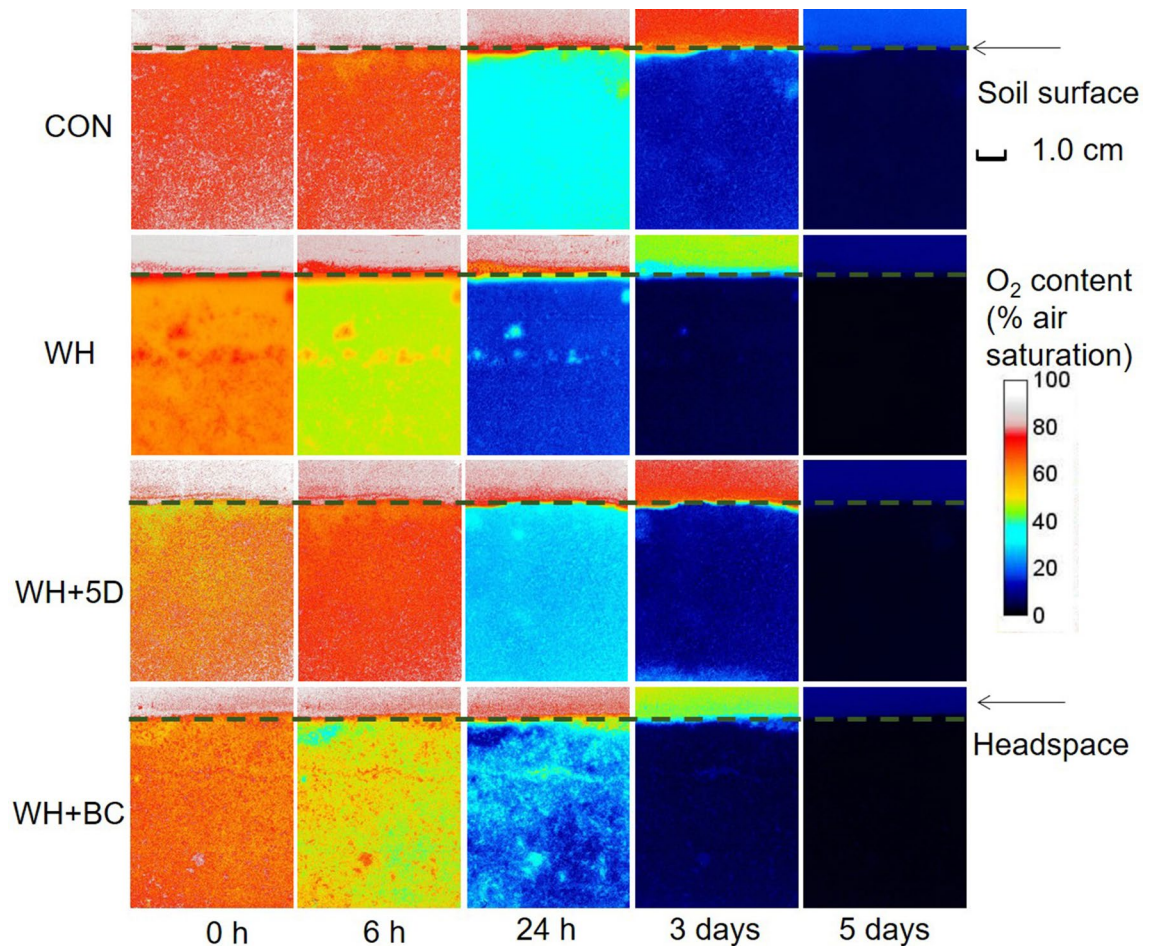 CON
Soil surface
1.0 cm
WH
O₂ content
(% air
saturation)
100
80
60
40
20
0
WH+5D
WH+BC
Headspace
0 h
6 h
24 h
3 days
5 days